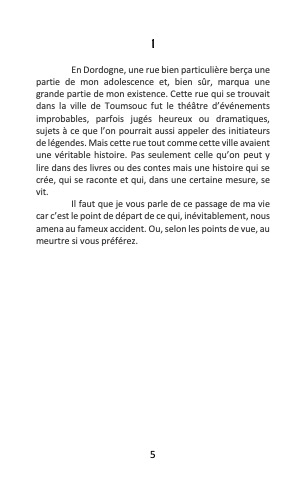 I
En Dordogne, une rue bien particulière berça une
partie de mon adolescence et, bien sûr, marqua une
grande partie de mon existence. Cette rue qui se trouvait
dans la ville de Toumsouc fut le théâtre d’événements
improbables, parfois jugés heureux ou dramatiques,
sujets à ce que l’on pourrait aussi appeler des initiateurs
de légendes. Mais cette rue tout comme cette ville avaient
une véritable histoire. Pas seulement celle qu’on peut y
lire dans des livres ou des contes mais une histoire qui se
crée, qui se raconte et qui, dans une certaine mesure, se
vit.
Il faut que je vous parle de ce passage de ma vie
car c’est le point de départ de ce qui, inévitablement, nous
amena au fameux accident. Ou, selon les points de vue, au
meurtre si vous préférez.
5